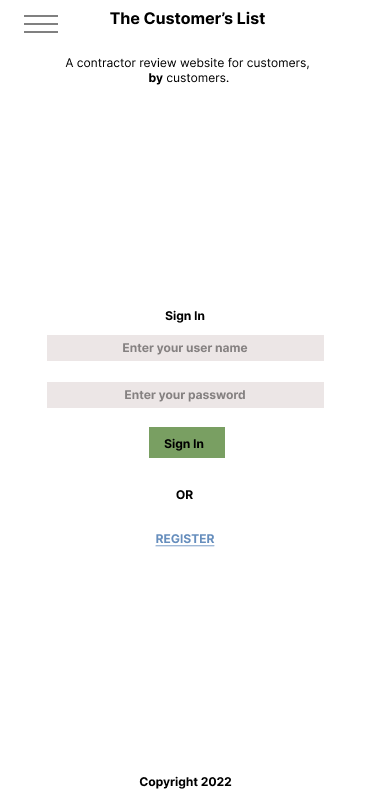 The Customer’s List
A contractor review website for customers,
by customers.
Sign In
Enter your user name
Enter your password
Sign In
OR
REGISTER
Copyright 2022